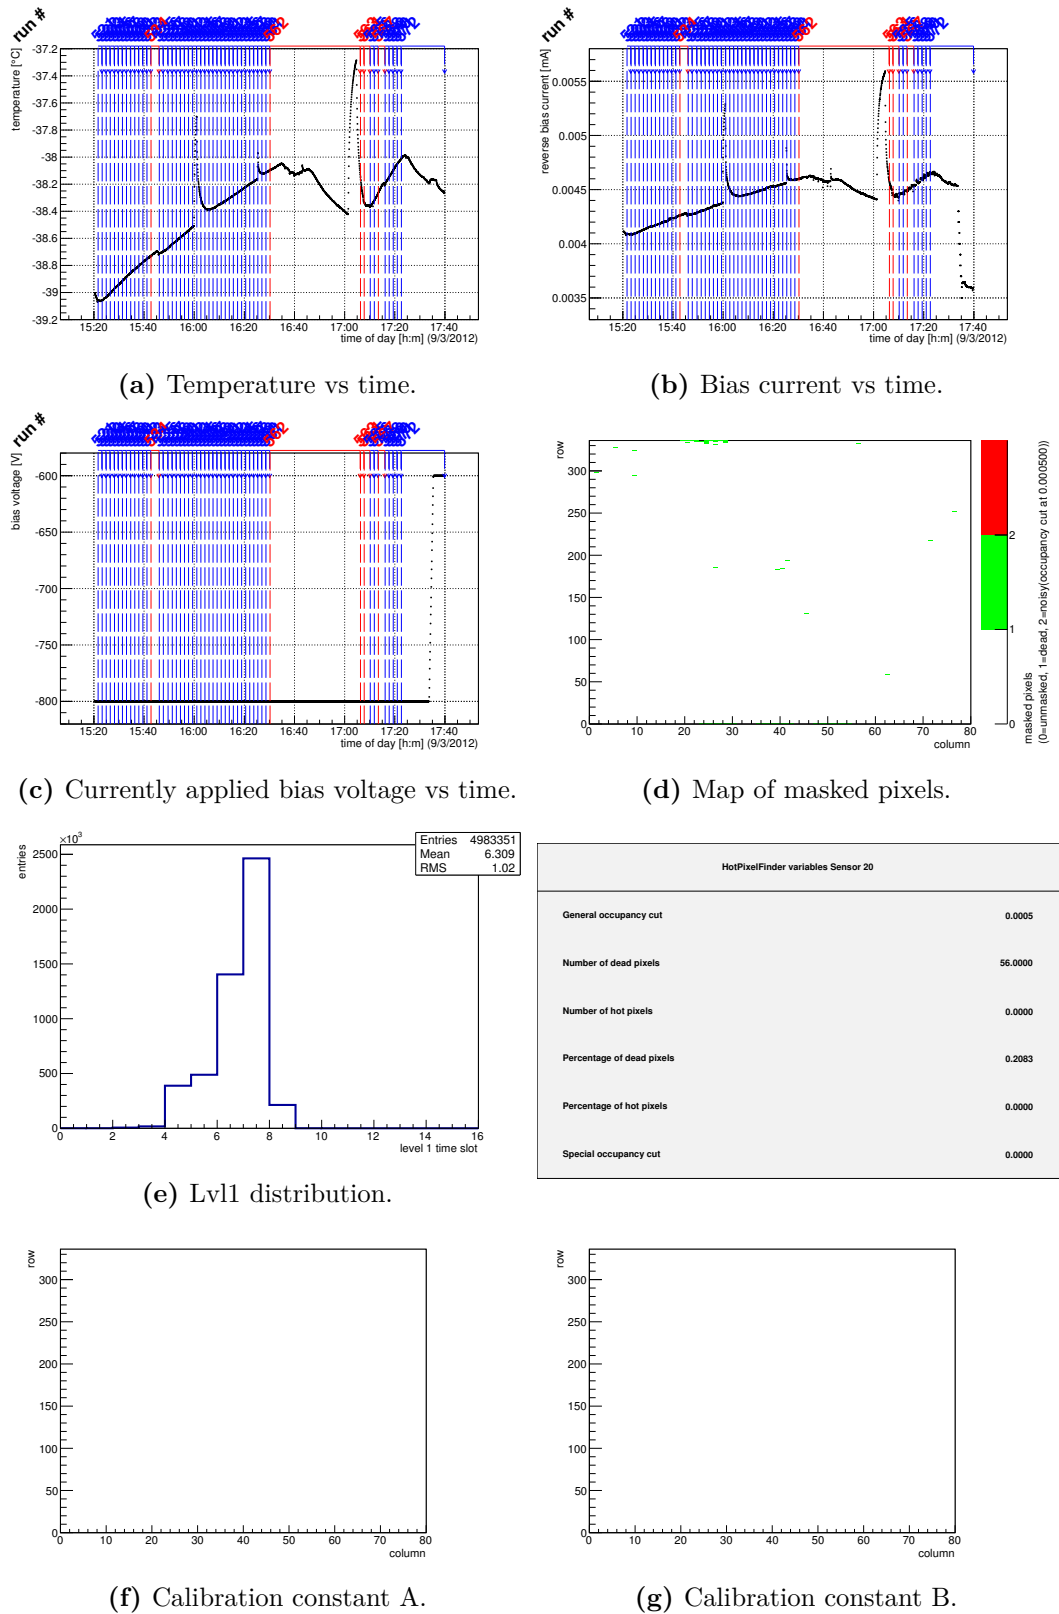 run #
temperature [°C]
-37.2
-37.4
-37.6
-37.8
-38
-38.2
-38.4
-38.6
-38.8
-39
-39.2
15:20 15:40 16:00 16:20 16:40 17:00 17:20 17:40
time of day [h:m] (9/3/2012)
(a) Temperature vs time.
run #
reverse bias current [mA]
0.0055
0.005
0.0045
0.004
0.0035
15:20 15:40 16:00 16:20 16:40 17:00 17:20 17:40
time of day [h:m] (9/3/2012)
(b) Bias current vs time.
run #
bias voltage [V]
-600
-650
-700
-750
-800
15:20 15:40 16:00 16:20 16:40 17:00 17:20 17:40
time of day [h:m] (9/3/2012)
(c) Currently applied bias voltage vs time.
row
300
250
200
150
100
50
0
0 10 20 30 40 50 60 70 80
column
2
1
0
masked pixels
(0=unmasked, 1=dead, 2=noisy(occupancy cut at 0.000500))
(d) Map of masked pixels.
×10³
entries
2500
2000
1500
1000
500
0
0 2 4 6 8 10 12 14 16
level 1 time slot
Entries 4983351
Mean 6.309
RMS 1.02
(e) Lvl1 distribution.
HotPixelFinder variables Sensor 20
General occupancy cut 0.0005
Number of dead pixels 56.0000
Number of hot pixels 0.0000
Percentage of dead pixels 0.2083
Percentage of hot pixels 0.0000
Special occupancy cut 0.0000
row
300
250
200
150
100
50
0
0 10 20 30 40 50 60 70 80
column
(f) Calibration constant A.
row
300
250
200
150
100
50
0
0 10 20 30 40 50 60 70 80
column
(g) Calibration constant B.